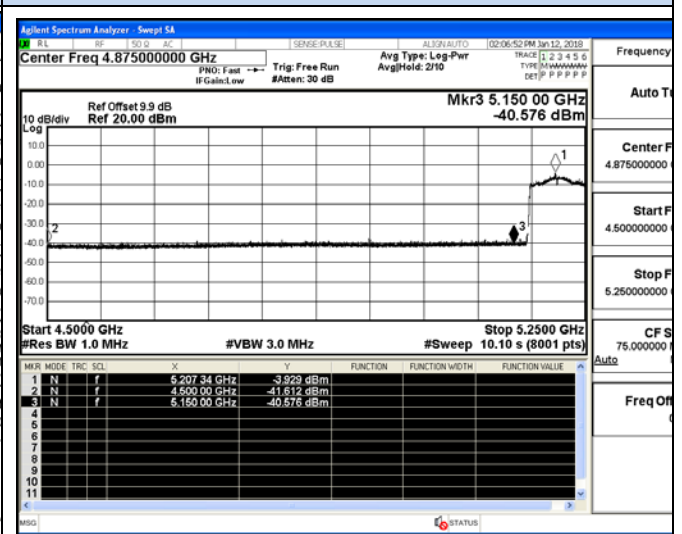 Agilent Spectrum Analyzer - Swept SA
RL RF 50 Ω AC SENSE:PULSE ALIGN AUTO 02:06:52 PM Jan 12, 2018
Center Freq 4.875000000 GHz
PNO: Fast
IFGain:Low
Trig: Free Run
#Atten: 30 dB
Avg Type: Log-Pwr
Avg|Hold: 2/10
TRACE 1 2 3 4 5 6
TYPE MWWWWW
DET P P P P P P
Ref Offset 9.9 dB
Ref 20.00 dBm
10 dB/div
Log
Mkr3 5.150 00 GHz
-40.576 dBm
10.0
0.00
-10.0
-20.0
-30.0
-40.0
-50.0
-60.0
-70.0
1
2
3
Start 4.5000 GHz
Stop 5.2500 GHz
#Res BW 1.0 MHz
#VBW 3.0 MHz
#Sweep 10.10 s (8001 pts)
MKR MODE TRC SCL X Y FUNCTION FUNCTION WIDTH FUNCTION VALUE
1 N f 5.207 34 GHz -3.929 dBm
2 N f 4.500 00 GHz -41.612 dBm
3 N f 5.150 00 GHz -40.576 dBm
4
5
6
7
8
9
10
11
MSG
STATUS
Frequency
Auto Tu
Center F
4.875000000
Start F
4.500000000
Stop F
5.250000000
CF S
75.000000
Auto
Freq Off